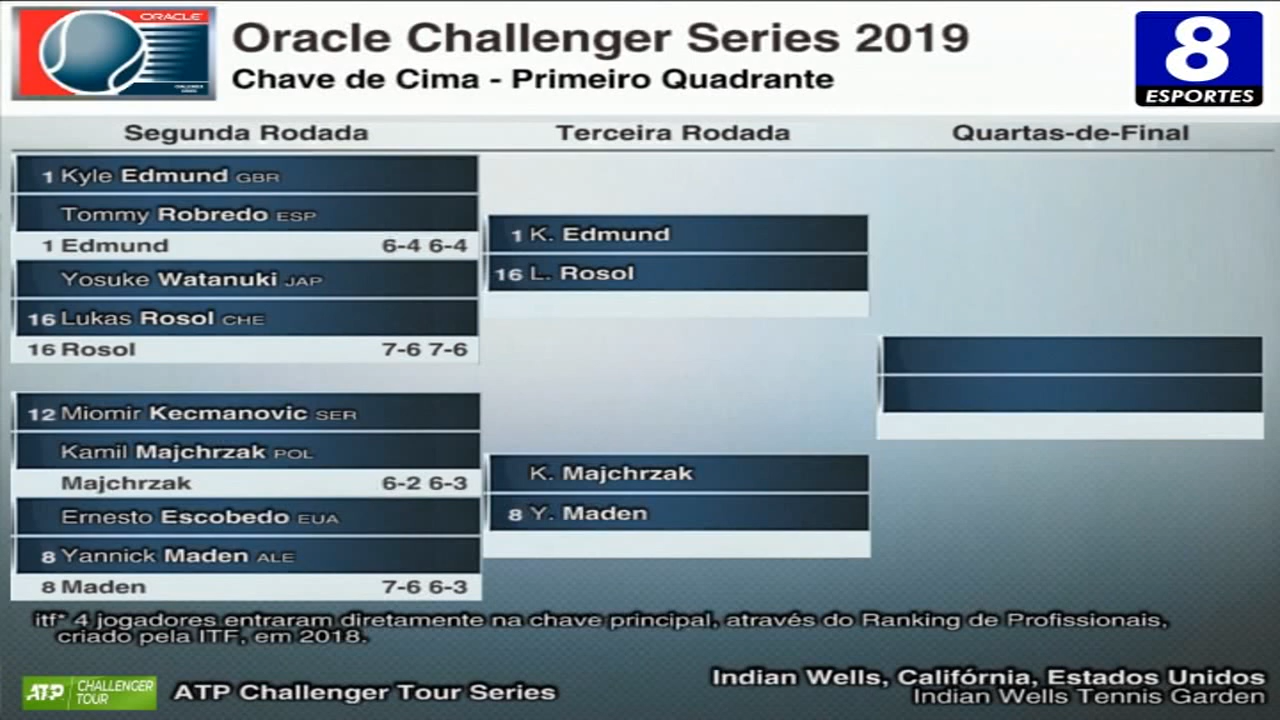 ORACLE
CHALLENGER
SERIES
Oracle Challenger Series 2019
Chave de Cima - Primeiro Quadrante
8
ESPORTES
Segunda Rodada
Terceira Rodada
Quartas-de-Final
1 Kyle Edmund GBR
Tommy Robredo ESP
1 Edmund 6-4 6-4
Yosuke Watanuki JAP
16 Lukas Rosol CHE
16 Rosol 7-6 7-6
12 Miomir Kecmanovic SER
Kamil Majchrzak POL
Majchrzak 6-2 6-3
Ernesto Escobedo EUA
8 Yannick Maden ALE
8 Maden 7-6 6-3
1 K. Edmund
16 L. Rosol
K. Majchrzak
8 Y. Maden
itf* 4 jogadores entraram diretamente na chave principal, através do Ranking de Profissionais,
criado pela ITF, em 2018.
ATP CHALLENGER
TOUR
ATP Challenger Tour Series
Indian Wells, Califórnia, Estados Unidos
Indian Wells Tennis Garden